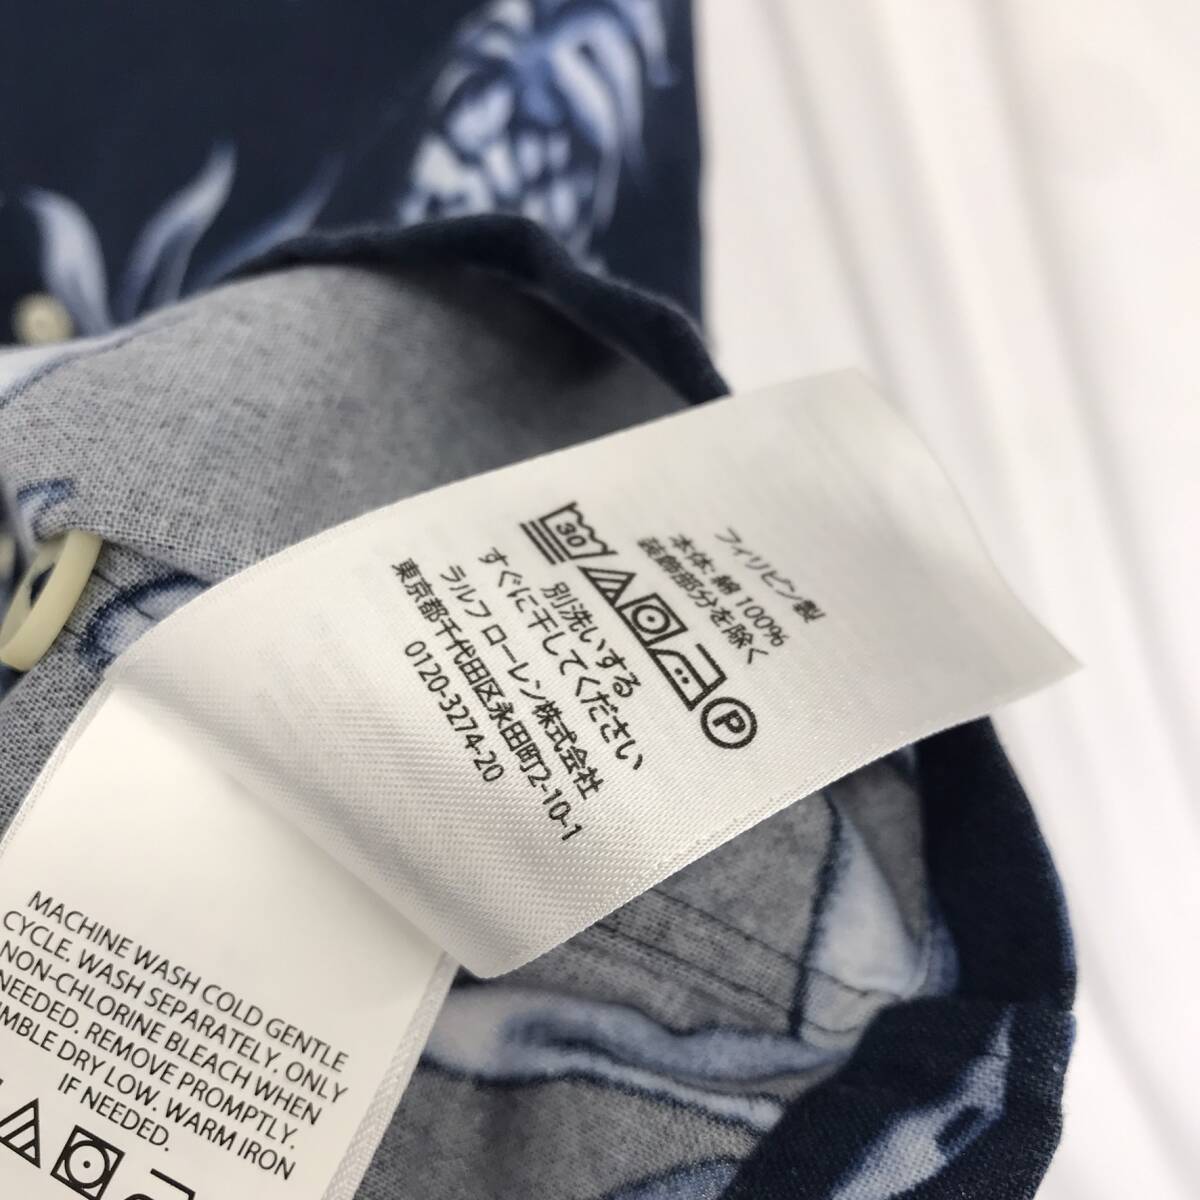 フィリピン製
本体: 綿 100%
装飾部分を除く
30
P
別洗いする
すぐに干してください
ラルフ ローレン株式会社
東京都千代田区永田町2-10-1
0120-3274-20
MACHINE WASH COLD GENTLE
CYCLE. WASH SEPARATELY. ONLY
NON-CHLORINE BLEACH WHEN
NEEDED. REMOVE PROMPTLY.
UMBLE DRY LOW. WARM IRON
IF NEEDED.